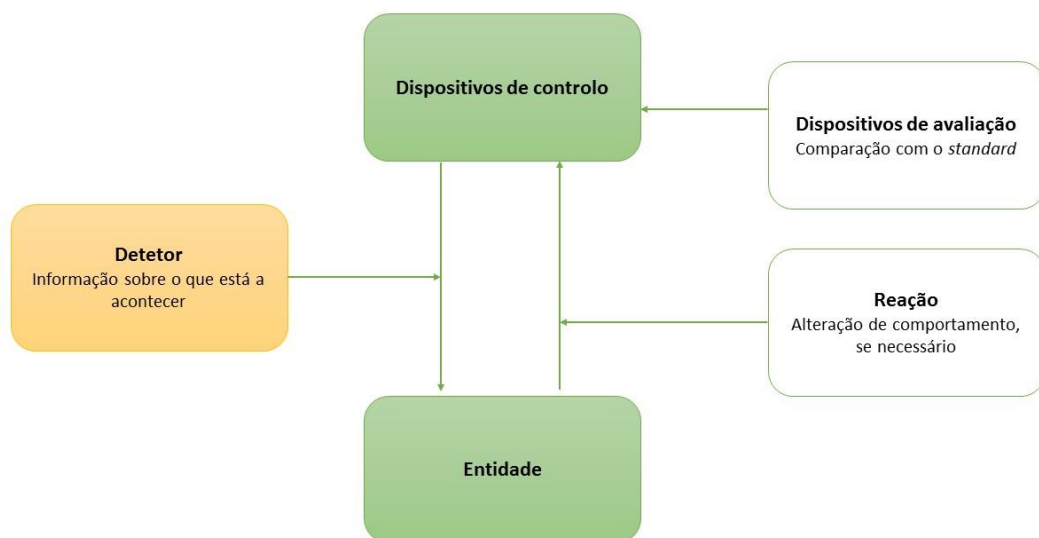 Dispositivos de controlo
Dispositivos de avaliação
Comparação com o standard
Detetor
Informação sobre o que está a
acontecer
Reação
Alteração de comportamento,
se necessário
Entidade